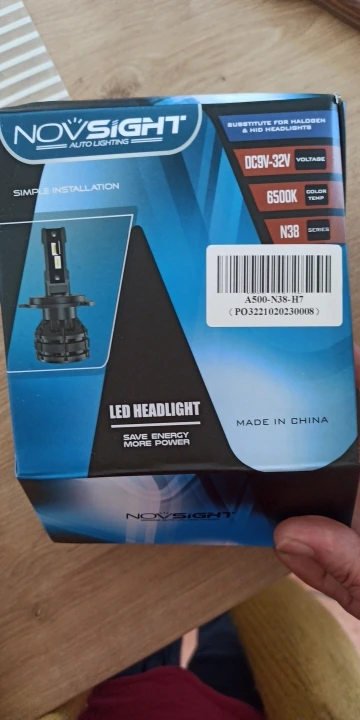 NOVSIGHT
AUTO LIGHTING
SUBSTITUTE FOR HALOGEN
& HID HEADLIGHTS
DC9V-32V VOLTAGE
6500K COLOR TEMP
N38 SERIES
SIMPLE INSTALLATION
A500-N38-H7
(PO3221020230008)
LED HEADLIGHT
SAVE ENERGY
MORE POWER
MADE IN CHINA
NOVSIGHT